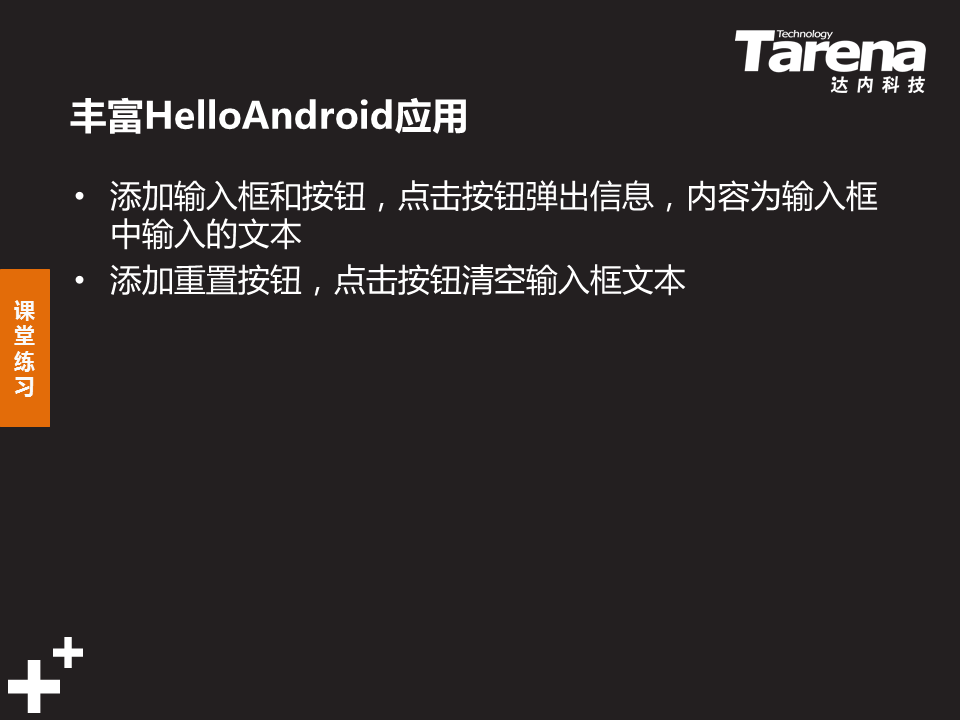 Technology
Tarena
达内科技
丰富HelloAndroid应用
• 添加输入框和按钮，点击按钮弹出信息，内容为输入框
中输入的文本
• 添加重置按钮，点击按钮清空输入框文本
课
堂
练
习